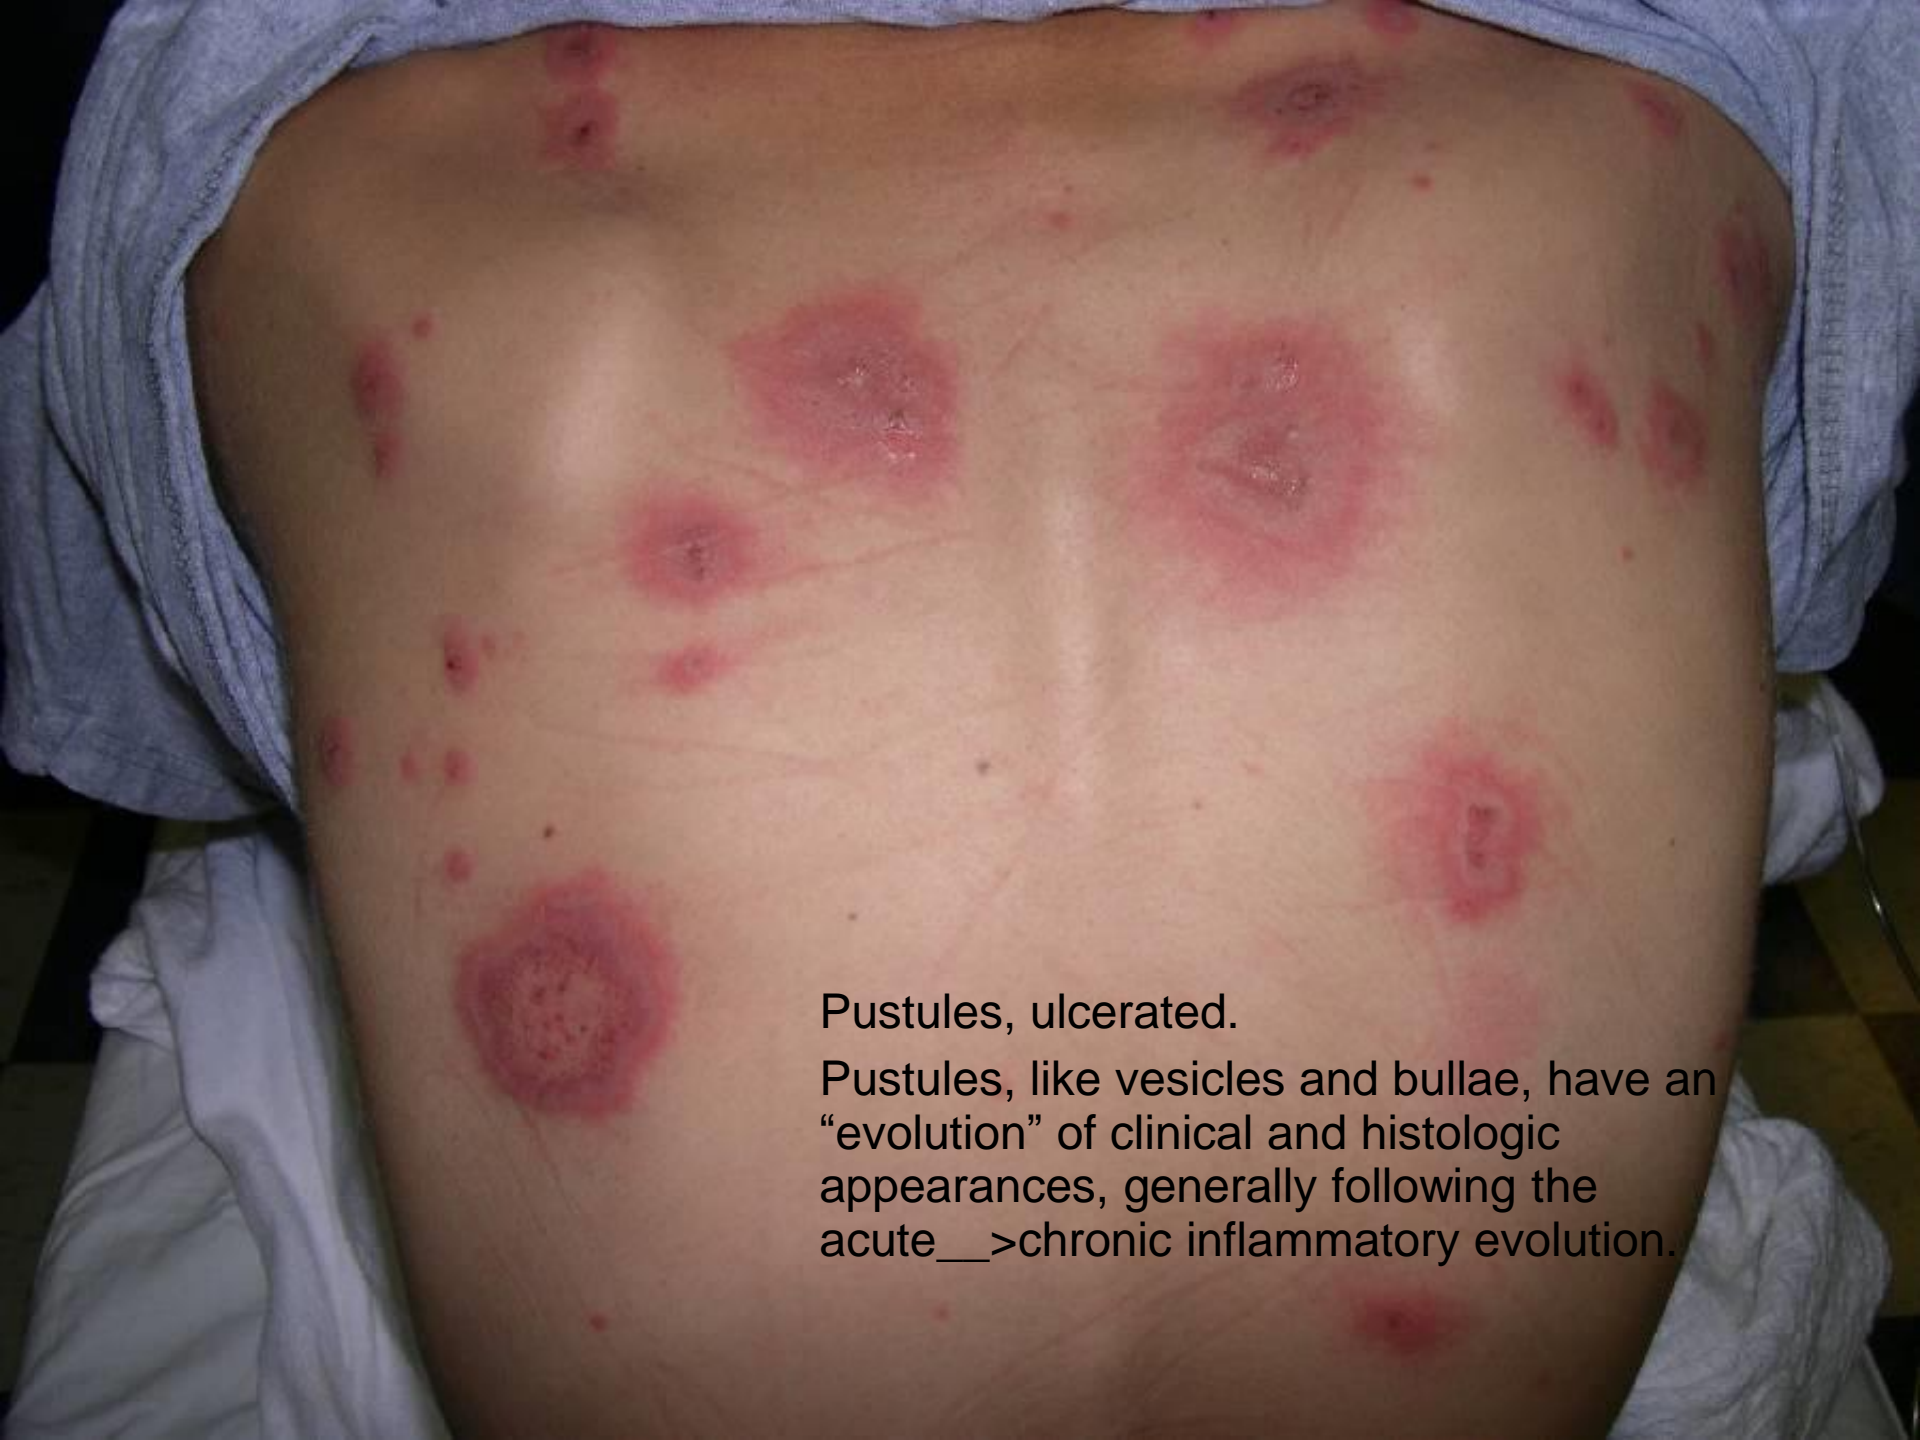 Pustules, ulcerated.
Pustules, like vesicles and bullae, have an
“evolution” of clinical and histologic
appearances, generally following the
acute__>chronic inflammatory evolution.